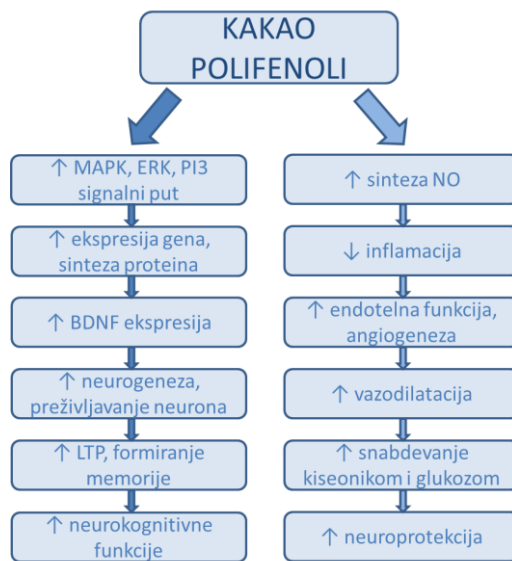 KAKAO
POLIFENOLI
↑ MAPK, ERK, PI3
signalni put
↑ ekspresija gena,
sinteza proteina
↑ BDNF ekspresija
↑ neurogeneza,
preživljavanje neurona
↑ LTP, formiranje
memorije
↑ neurokognitivne
funkcije
↑ sinteza NO
↓ inflamacija
↑ endotelna funkcija,
angiogeneza
↑ vazodilatacija
↑ snabdevanje
kiseonikom i glukozom
↑ neuroprotekcija